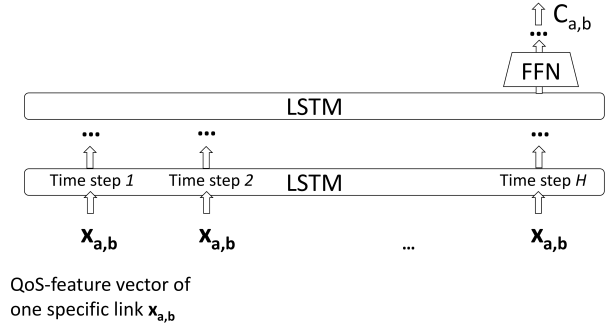 C a,b
...
FFN
LSTM
... ... ...
Time step 1 Time step 2 LSTM Time step H
x a,b x a,b ... x a,b
QoS-feature vector of
one specific link x a,b